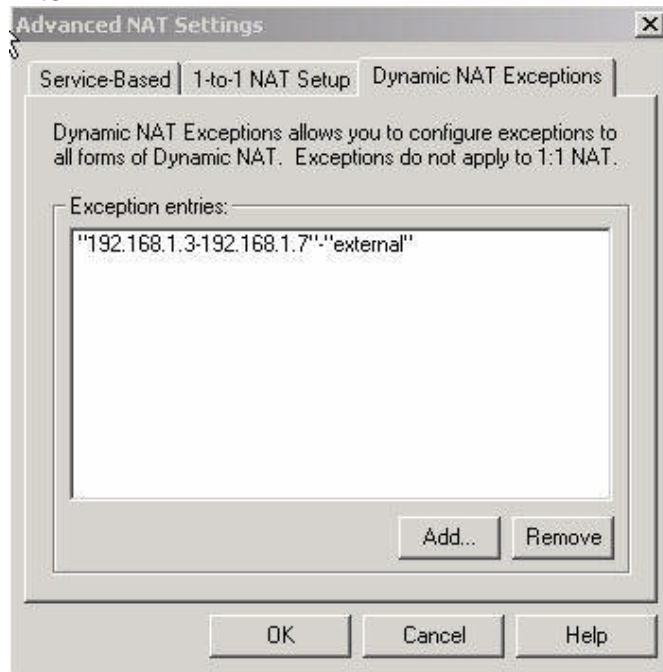 Advanced NAT Settings
Service-Based
1-to-1 NAT Setup
Dynamic NAT Exceptions
Dynamic NAT Exceptions allows you to configure exceptions to
all forms of Dynamic NAT. Exceptions do not apply to 1:1 NAT.
Exception entries:
"192.168.1.3-192.168.1.7"-"external"
Add...
Remove
OK
Cancel
Help